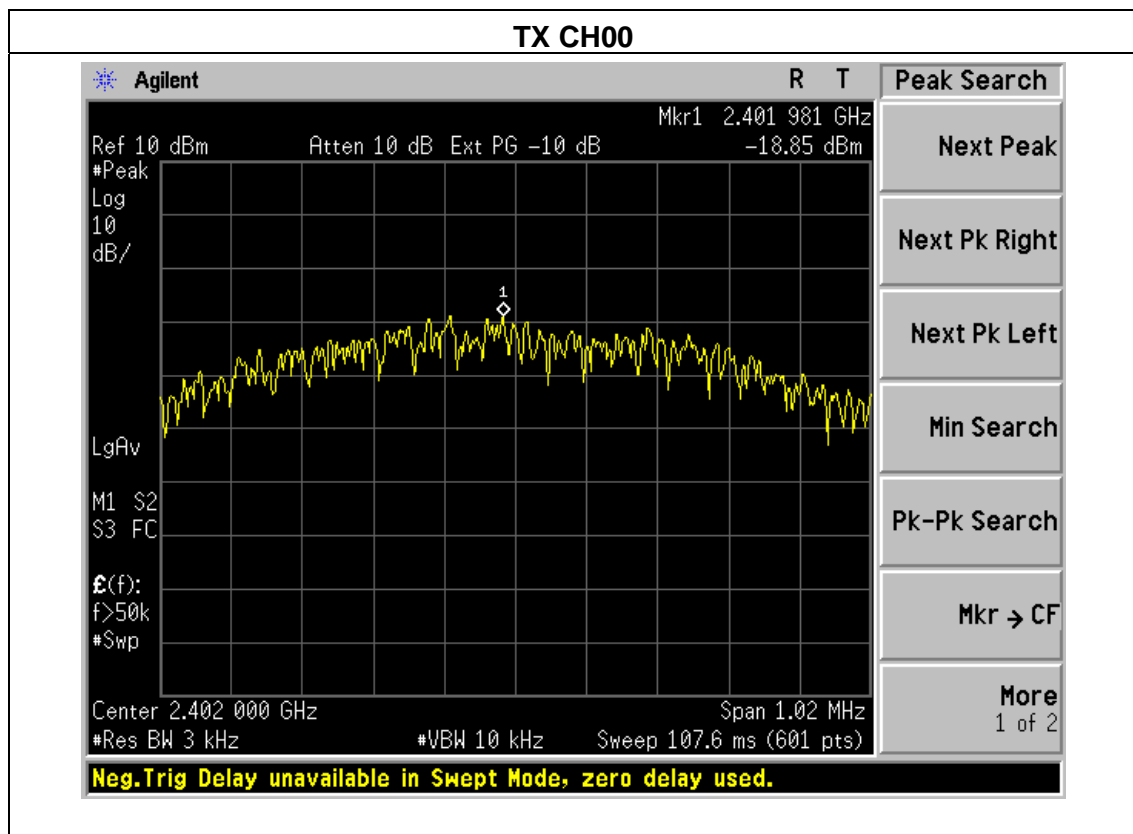 TX CH00
Agilent R T
Peak Search
Mkr1 2.401 981 GHz
Ref 10 dBm Atten 10 dB Ext PG -10 dB -18.85 dBm
#Peak
Log
10
dB/
1
LgAv
M1 S2
S3 FC
£(f):
f>50k
#Swp
Center 2.402 000 GHz Span 1.02 MHz
#Res BW 3 kHz #VBW 10 kHz Sweep 107.6 ms (601 pts)
Neg.Trig Delay unavailable in Swept Mode, zero delay used.
Next Peak
Next Pk Right
Next Pk Left
Min Search
Pk-Pk Search
Mkr → CF
More
1 of 2